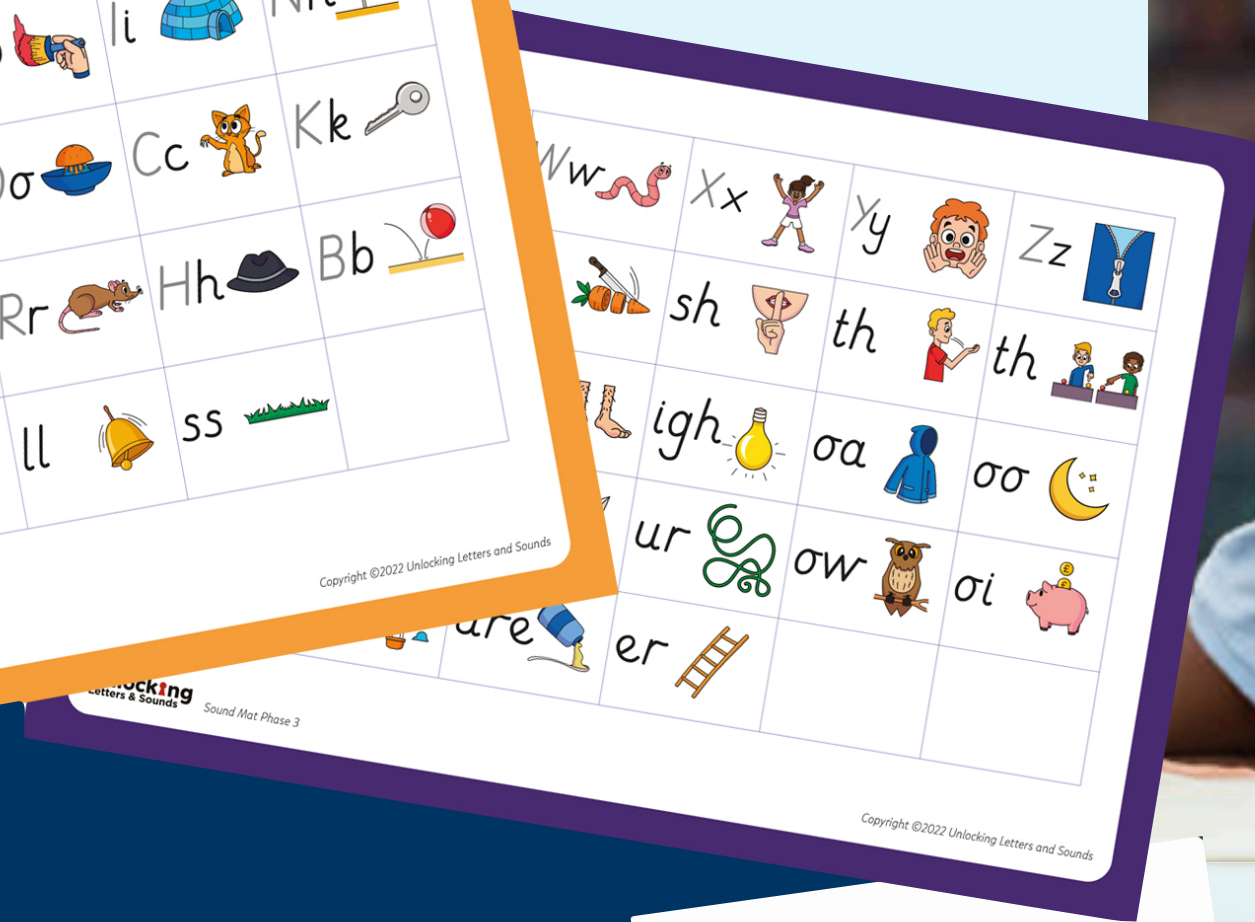 Ii
Cc
Kk
Rr
Hh
Bb
ll
ss
Copyright ©2022 Unlocking Letters and Sounds
Ww
Xx
Yy
Zz
sh
th
th
igh
oa
oo
ur
ow
oi
are
er
Letters & Sounds
Sound Mat Phase 3
Copyright ©2022 Unlocking Letters and Sounds